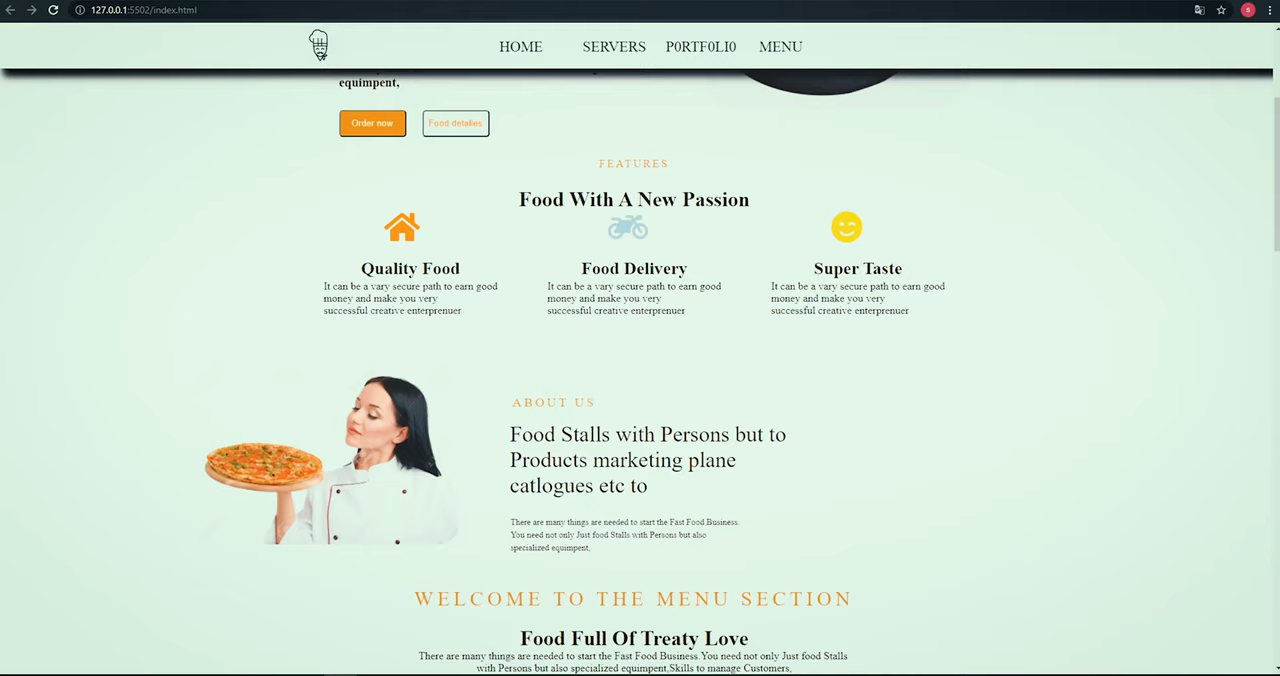 127.0.0.1:5502/index.html
S
HOME SERVERS P0RTF0LI0 MENU
equimpent,
Order now Food detalies
FEATURES
Food With A New Passion
Quality Food
It can be a vary secure path to earn good
money and make you very
successful creative enterprenuer
Food Delivery
It can be a vary secure path to earn good
money and make you very
successful creative enterprenuer
Super Taste
It can be a vary secure path to earn good
money and make you very
successful creative enterprenuer
ABOUT US
Food Stalls with Persons but to
Products marketing plane
catlogues etc to
There are many things are needed to start the Fast Food Business.
You need not only Just food Stalls with Persons but also
specialized equimpent,
WELCOME TO THE MENU SECTION
Food Full Of Treaty Love
There are many things are needed to start the Fast Food Business.You need not only Just food Stalls
with Persons but also specialized equimpent,Skills to manage Customers,